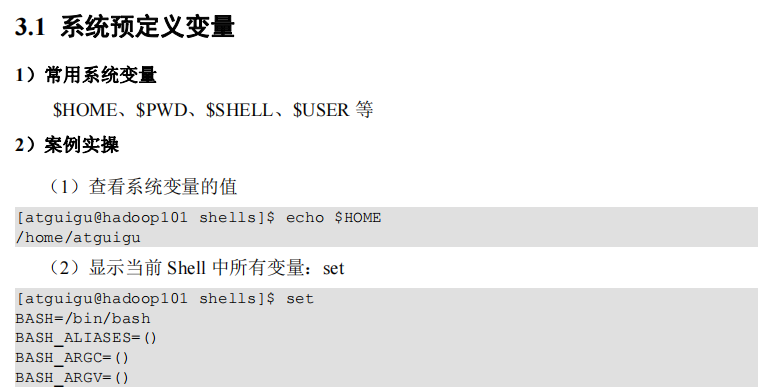 3.1 系统预定义变量
1）常用系统变量
$HOME、$PWD、$SHELL、$USER 等
2）案例实操
（1）查看系统变量的值
[atguigu@hadoop101 shells]$ echo $HOME
/home/atguigu
（2）显示当前 Shell 中所有变量：set
[atguigu@hadoop101 shells]$ set
BASH=/bin/bash
BASH_ALIASES=()
BASH_ARGC=()
BASH_ARGV=()